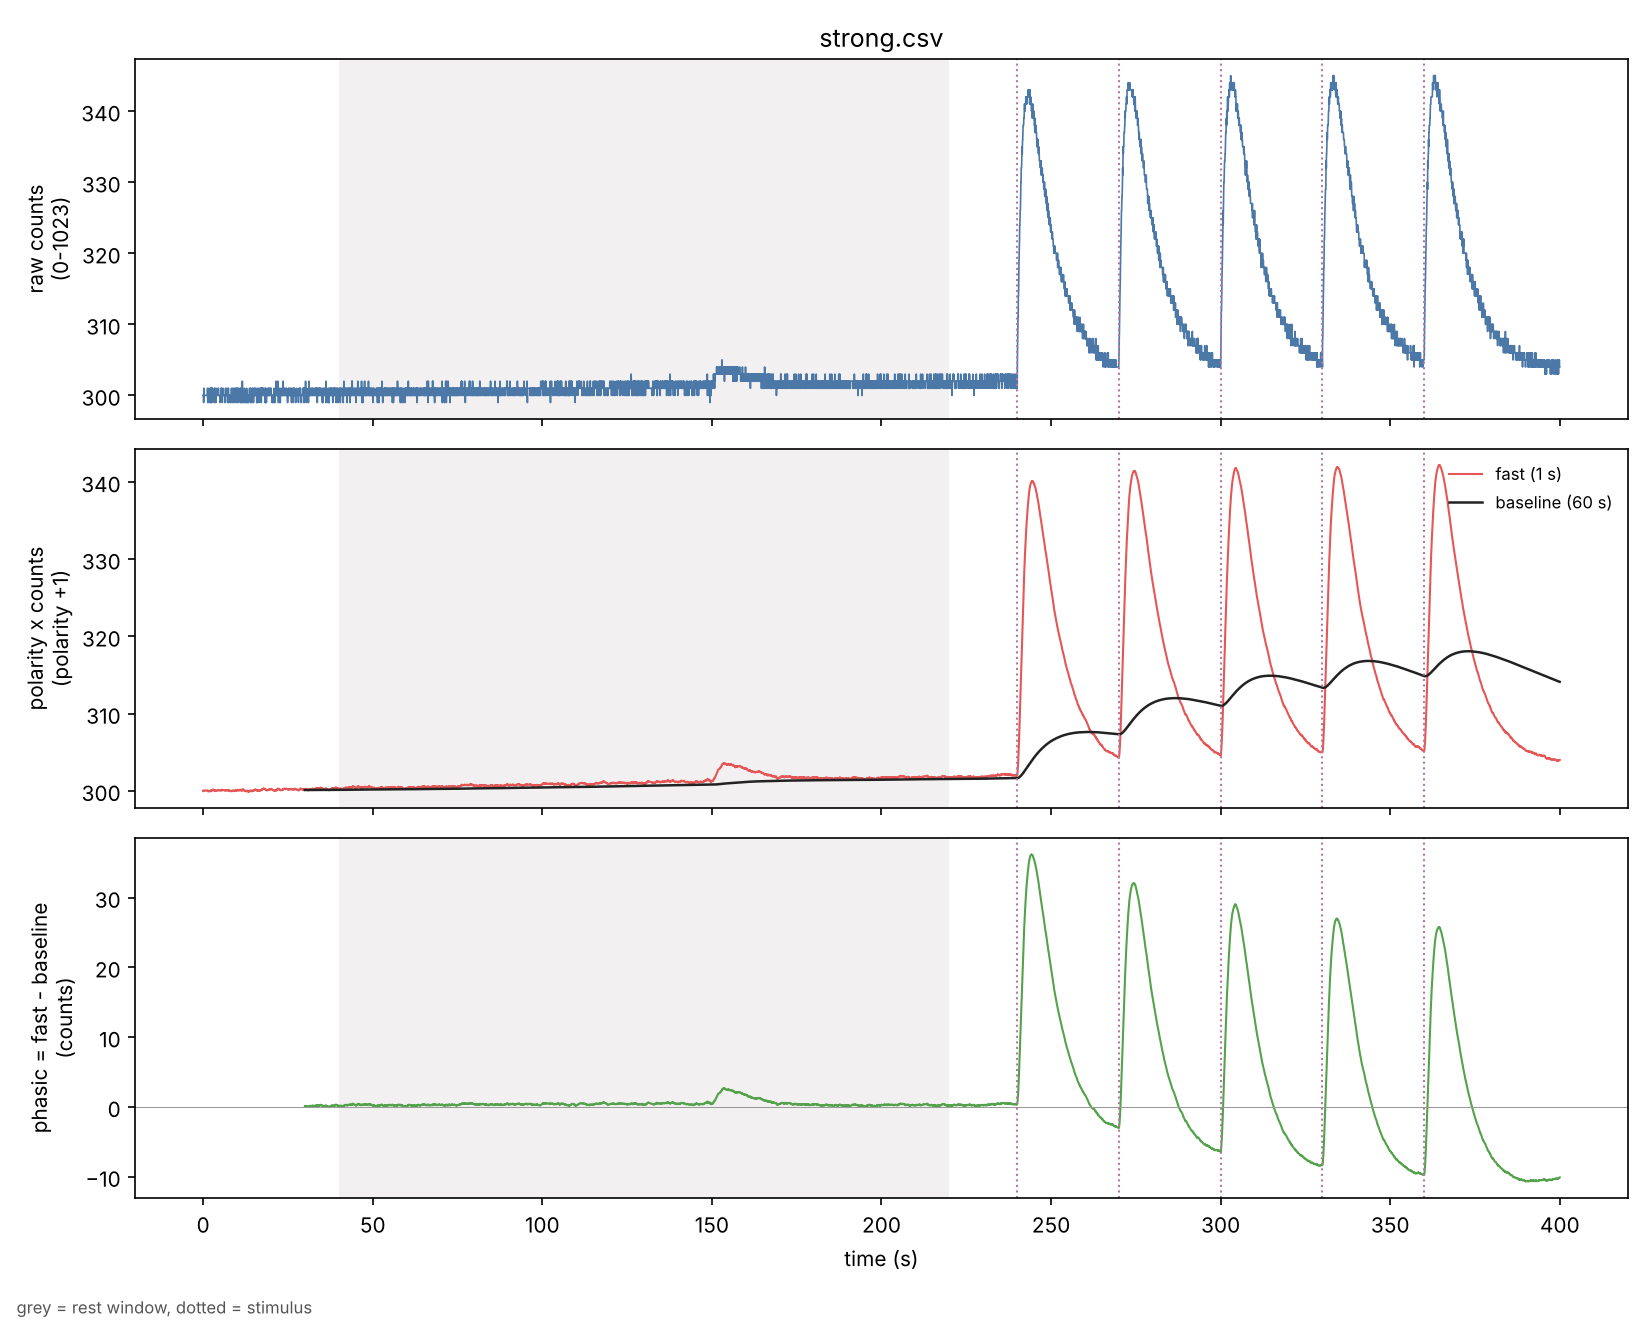 strong.csv
raw counts
(0-1023)
340
330
320
310
300
polarity x counts
(polarity +1)
340
330
320
310
300
fast (1 s)
baseline (60 s)
phasic = fast - baseline
(counts)
30
20
10
0
−10
0 50 100 150 200 250 300 350 400
time (s)
grey = rest window, dotted = stimulus